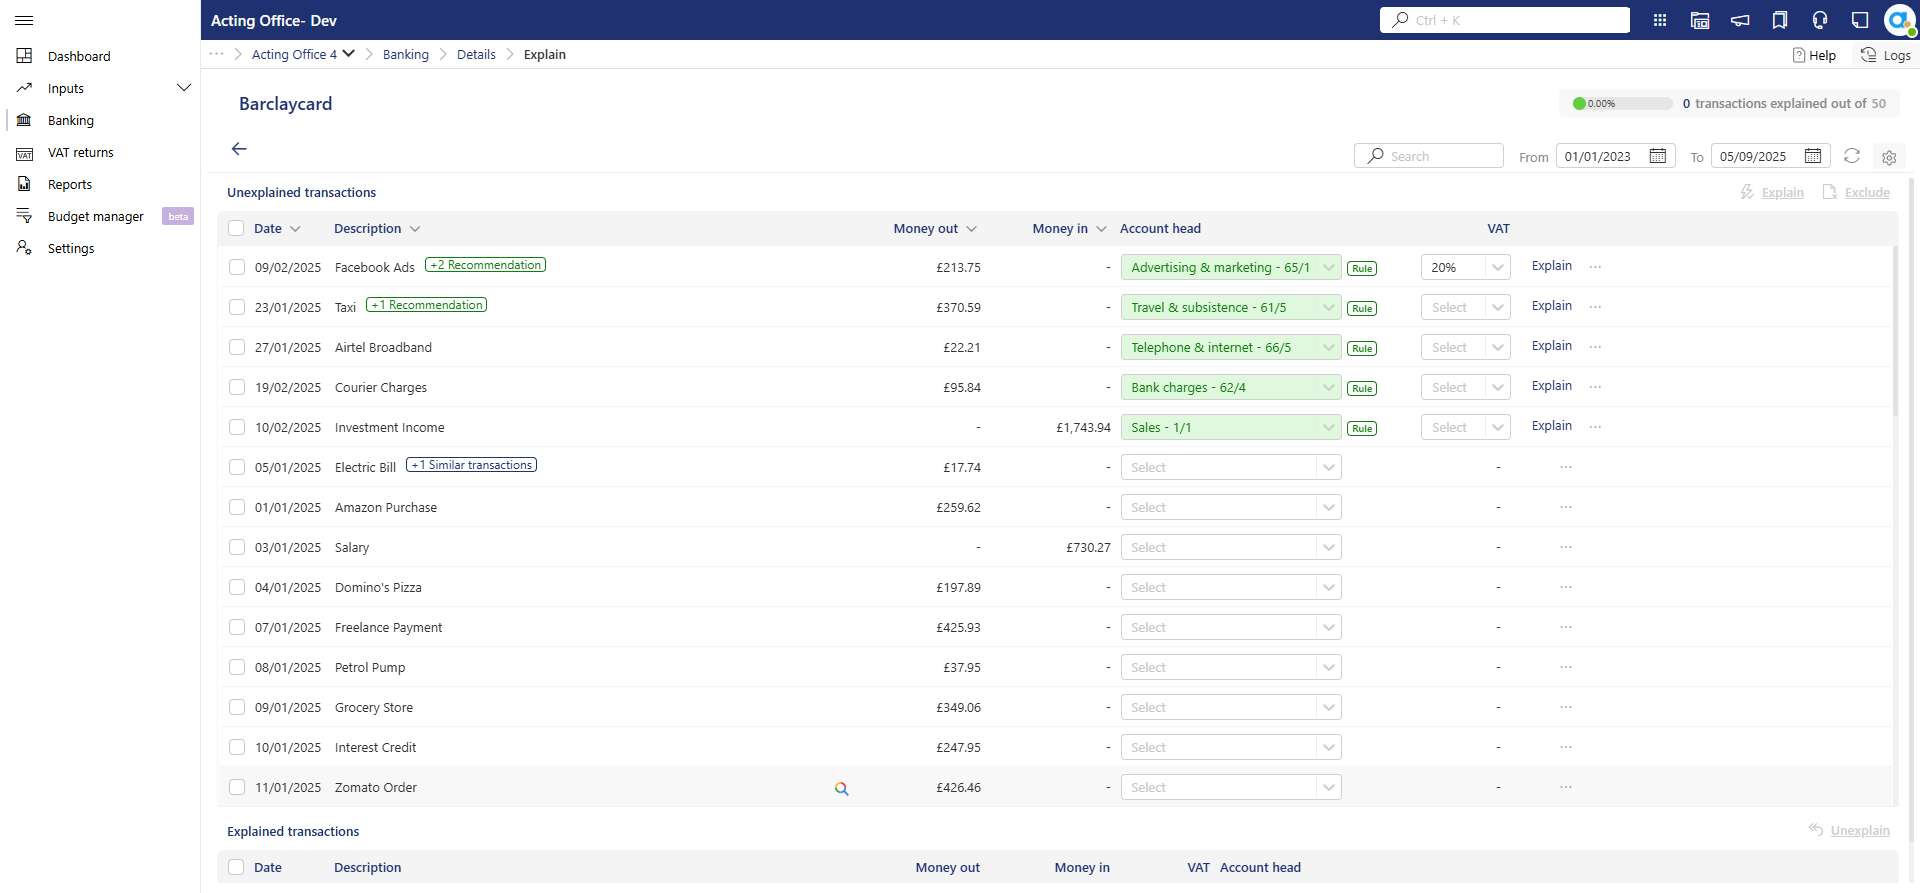 Acting Office- Dev
Ctrl + K
Dashboard
Inputs
Banking
VAT returns
Reports
Budget manager beta
Settings
··· Acting Office 4 Banking Details Explain
Help Logs
Barclaycard
0.00% 0 transactions explained out of 50
Search From 01/01/2023 To 05/09/2025
Unexplained transactions Explain Exclude
Date Description Money out Money in Account head VAT
09/02/2025 Facebook Ads +2 Recommendation £213.75 - Advertising & marketing - 65/1 Rule 20% Explain ···
23/01/2025 Taxi +1 Recommendation £370.59 - Travel & subsistence - 61/5 Rule Select Explain ···
27/01/2025 Airtel Broadband £22.21 - Telephone & internet - 66/5 Rule Select Explain ···
19/02/2025 Courier Charges £95.84 - Bank charges - 62/4 Rule Select Explain ···
10/02/2025 Investment Income - £1,743.94 Sales - 1/1 Rule Select Explain ···
05/01/2025 Electric Bill +1 Similar transactions £17.74 - Select - ···
01/01/2025 Amazon Purchase £259.62 - Select - ···
03/01/2025 Salary - £730.27 Select - ···
04/01/2025 Domino's Pizza £197.89 - Select - ···
07/01/2025 Freelance Payment £425.93 - Select - ···
08/01/2025 Petrol Pump £37.95 - Select - ···
09/01/2025 Grocery Store £349.06 - Select - ···
10/01/2025 Interest Credit £247.95 - Select - ···
11/01/2025 Zomato Order £426.46 - Select - ···
Explained transactions Unexplain
Date Description Money out Money in VAT Account head